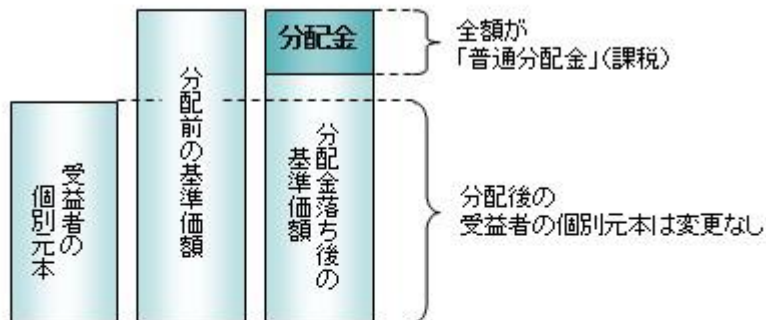 受益者の
個別元本
分配前の基準価額
分配金
分配金落ち後の
基準価額
全額が
「普通分配金」(課税)
分配後の
受益者の個別元本は変更なし